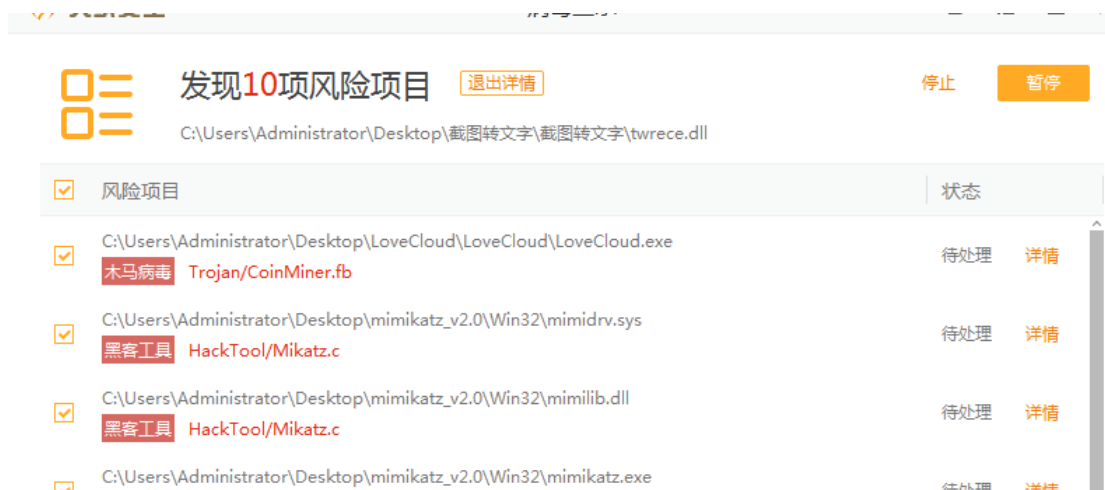 发现10项风险项目 退出详情 停止 暂停
C:\Users\Administrator\Desktop\截图转文字\截图转文字\twrece.dll
风险项目 状态
C:\Users\Administrator\Desktop\LoveCloud\LoveCloud\LoveCloud.exe
待处理 详情
木马病毒 Trojan/CoinMiner.fb
C:\Users\Administrator\Desktop\mimikatz_v2.0\Win32\mimidrv.sys
待处理 详情
黑客工具 HackTool/Mikatz.c
C:\Users\Administrator\Desktop\mimikatz_v2.0\Win32\mimilib.dll
待处理 详情
黑客工具 HackTool/Mikatz.c
C:\Users\Administrator\Desktop\mimikatz_v2.0\Win32\mimikatz.exe
待处理 详情